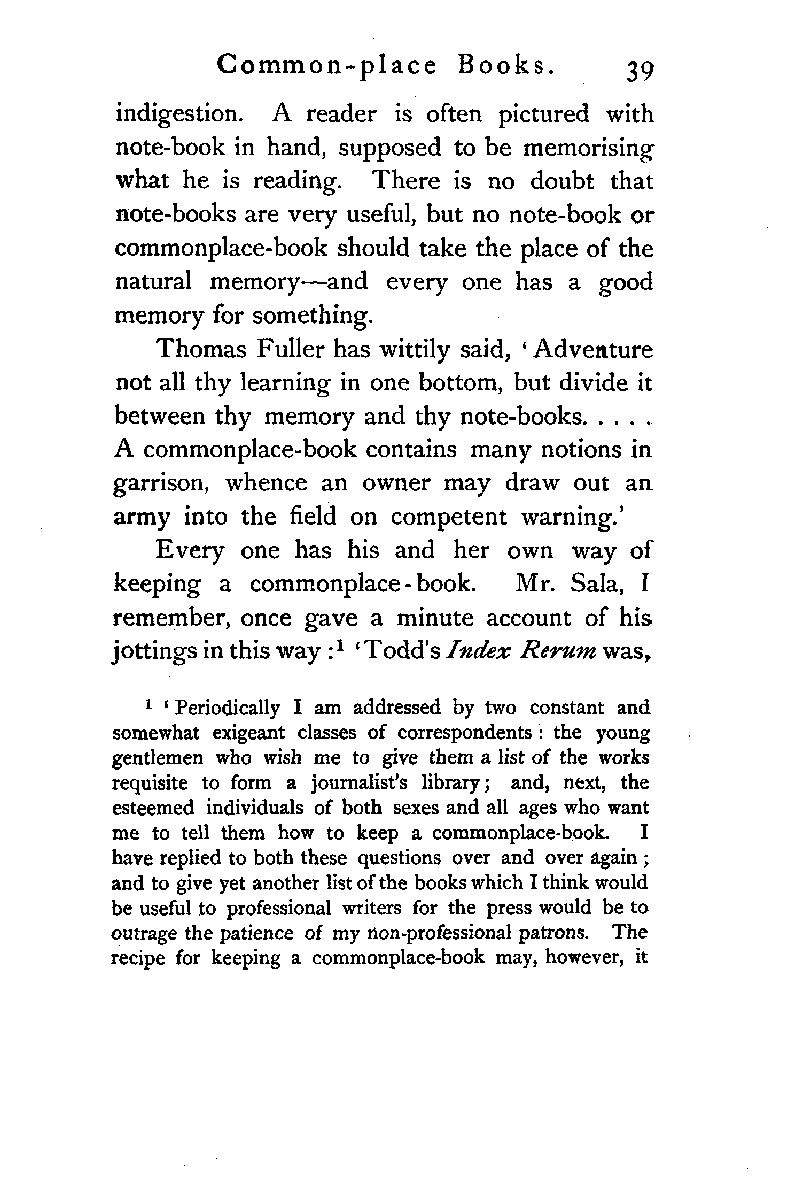 Common-place Books. 39
indigestion. A reader is often pictured with
note-book in hand, supposed to be memorising
what he is reading. There is no doubt that
note-books are very useful, but no note-book or
commonplace-book should take the place of the
natural memory—and every one has a good
memory for something.
Thomas Fuller has wittily said, ‘Adventure
not all thy learning in one bottom, but divide it
between thy memory and thy note-books. . . . .
A commonplace-book contains many notions in
garrison, whence an owner may draw out an
army into the field on competent warning.’
Every one has his and her own way of
keeping a commonplace-book. Mr. Sala, I
remember, once gave a minute account of his
jottings in this way :¹ ‘Todd's Index Rerum was,
¹ ‘Periodically I am addressed by two constant and
somewhat exigeant classes of correspondents : the young
gentlemen who wish me to give them a list of the works
requisite to form a journalist's library; and, next, the
esteemed individuals of both sexes and all ages who want
me to tell them how to keep a commonplace-book. I
have replied to both these questions over and over again ;
and to give yet another list of the books which I think would
be useful to professional writers for the press would be to
outrage the patience of my non-professional patrons. The
recipe for keeping a commonplace-book may, however, it